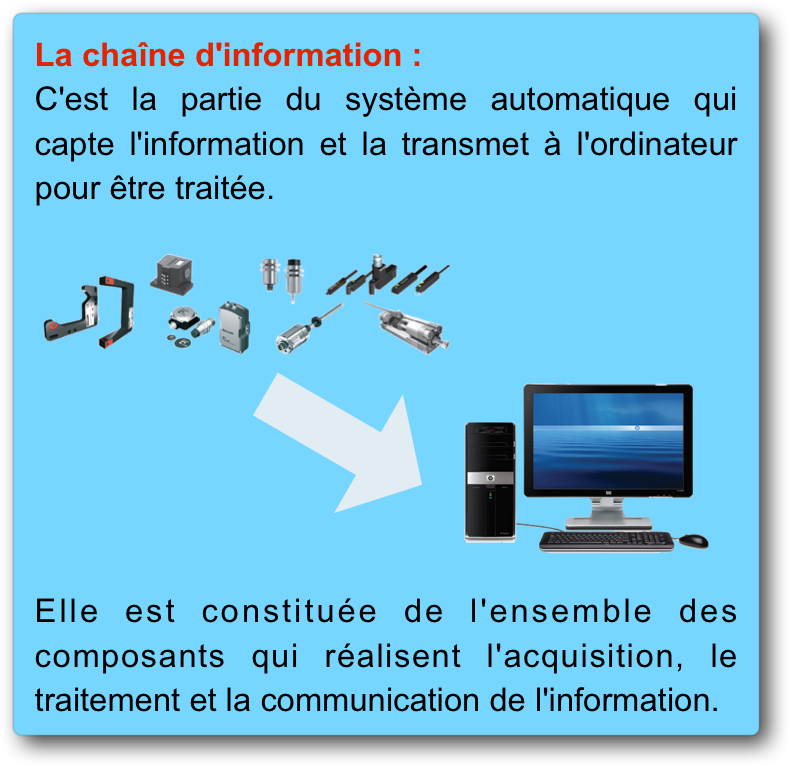 La chaîne d'information :
C'est la partie du système automatique qui
capte l'information et la transmet à l'ordinateur
pour être traitée.
Elle est constituée de l'ensemble des
composants qui réalisent l'acquisition, le
traitement et la communication de l'information.